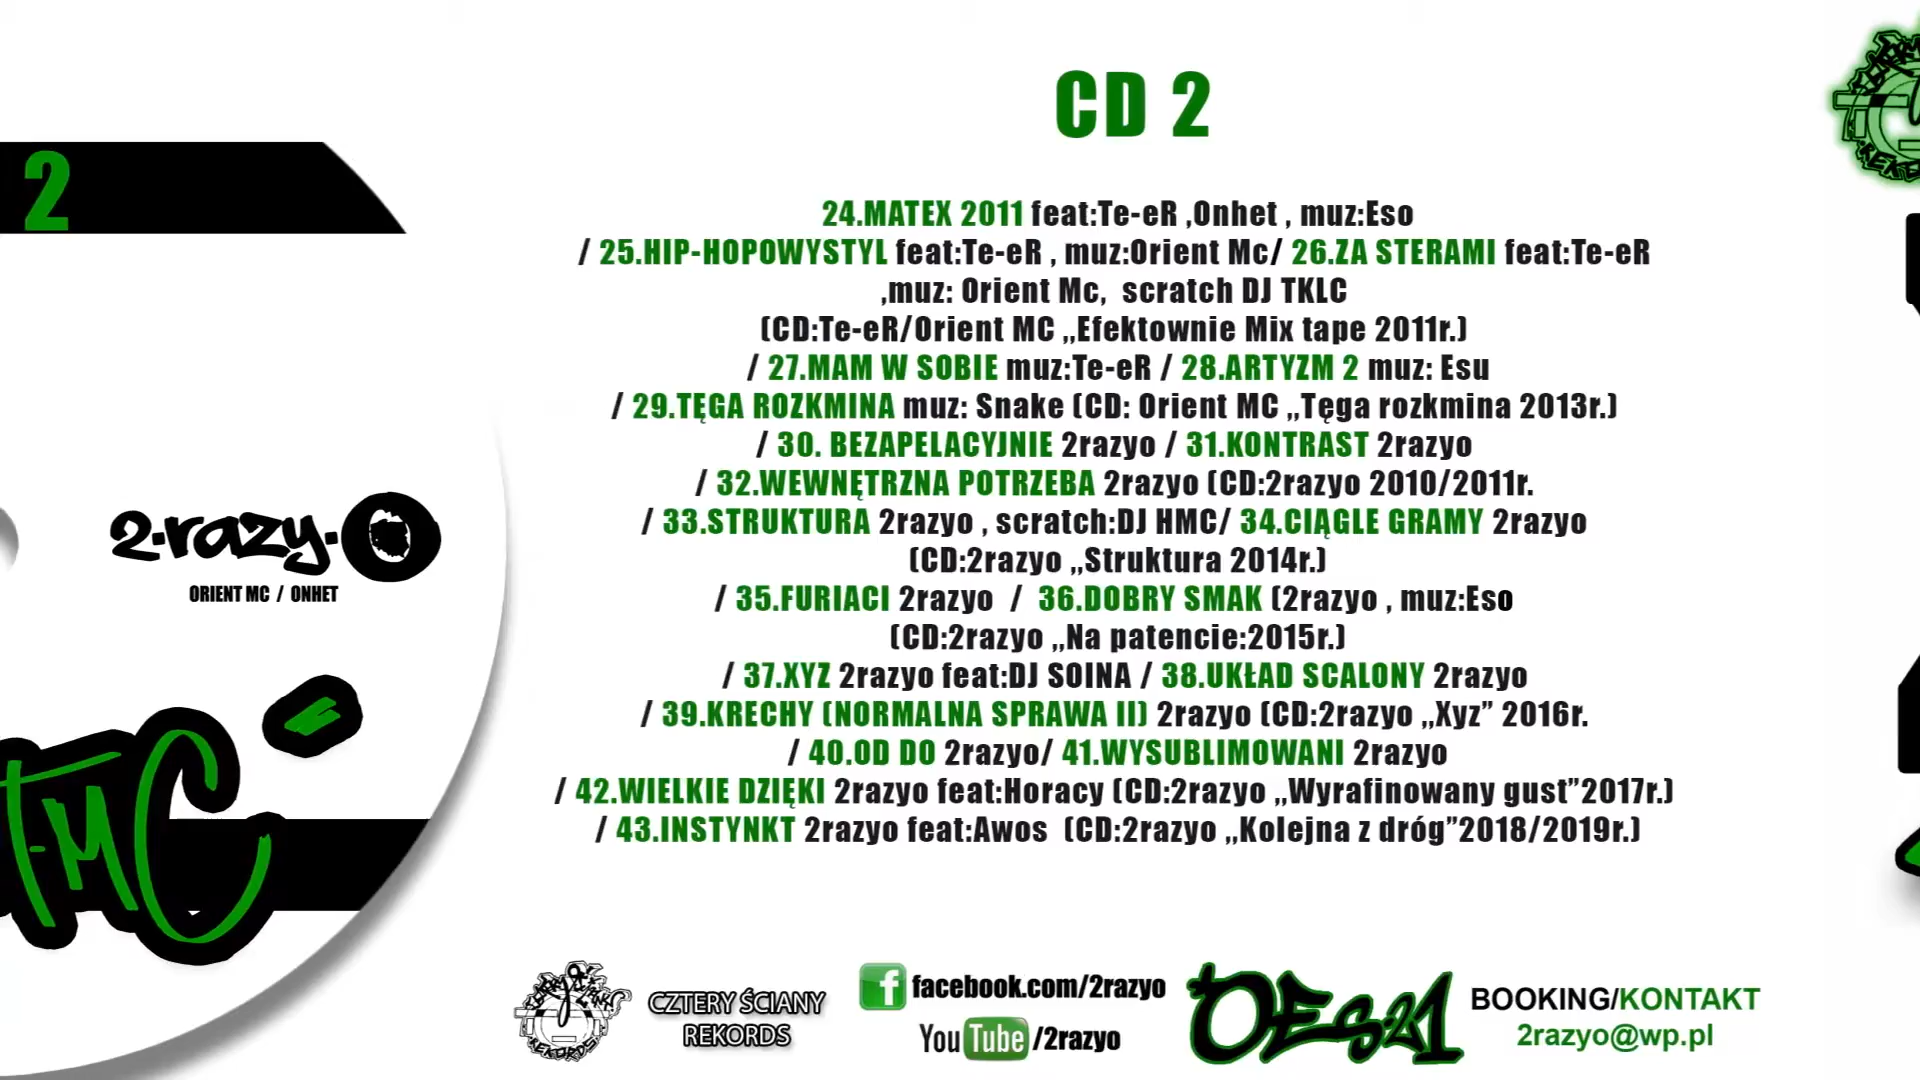 CD 2
2
24.MATEX 2011 feat:Te-eR ,Onhet , muz:Eso
/ 25.HIP-HOPOWYSTYL feat:Te-eR , muz:Orient Mc/ 26.ZA STERAMI feat:Te-eR
,muz: Orient Mc, scratch DJ TKLC
(CD:Te-eR/Orient MC ,,Efektownie Mix tape 2011r.)
/ 27.MAM W SOBIE muz:Te-eR / 28.ARTYZM 2 muz: Esu
/ 29.TĘGA ROZKMINA muz: Snake (CD: Orient MC ,,Tęga rozkmina 2013r.)
/ 30. BEZAPELACYJNIE 2razyo / 31.KONTRAST 2razyo
/ 32.WEWNĘTRZNA POTRZEBA 2razyo (CD:2razyo 2010/2011r.
/ 33.STRUKTURA 2razyo , scratch:DJ HMC/ 34.CIĄGLE GRAMY 2razyo
(CD:2razyo ,,Struktura 2014r.)
/ 35.FURIACI 2razyo / 36.DOBRY SMAK (2razyo , muz:Eso
(CD:2razyo ,,Na patencie:2015r.)
/ 37.XYZ 2razyo feat:DJ SOINA / 38.UKŁAD SCALONY 2razyo
/ 39.KRECHY (NORMALNA SPRAWA II) 2razyo (CD:2razyo ,,Xyz” 2016r.
/ 40.OD DO 2razyo/ 41.WYSUBLIMOWANI 2razyo
/ 42.WIELKIE DZIĘKI 2razyo feat:Horacy (CD:2razyo ,,Wyrafinowany gust”2017r.)
/ 43.INSTYNKT 2razyo feat:Awos (CD:2razyo ,,Kolejna z dróg”2018/2019r.)
2·razy·O
ORIENT MC / ONHET
T-MC
CZTERY ŚCIANY
REKORDS
facebook.com/2razyo
YouTube/2razyo
OES21
BOOKING/KONTAKT
2razyo@wp.pl